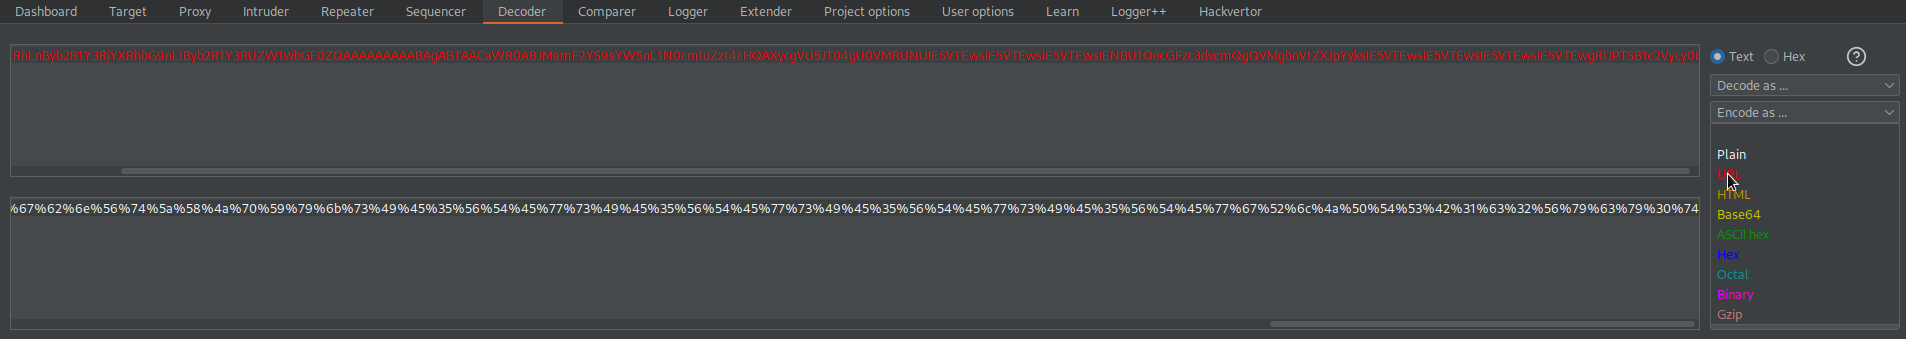 Dashboard Target Proxy Intruder Repeater Sequencer Decoder Comparer Logger Extender Project options User options Learn Logger++ Hackvertor
Text Hex ?
Decode as ...
Encode as ...
Plain
URL
HTML
Base64
ASCII hex
Hex
Octal
Binary
Gzip
%67%62%6e%56%74%5a%58%4a%70%59%79%6b%73%49%45%35%56%54%45%77%73%49%45%35%56%54%45%77%73%49%45%35%56%54%45%77%73%49%45%35%56%54%45%77%67%52%6c%4a%50%54%53%42%31%63%32%56%79%63%79%30%74